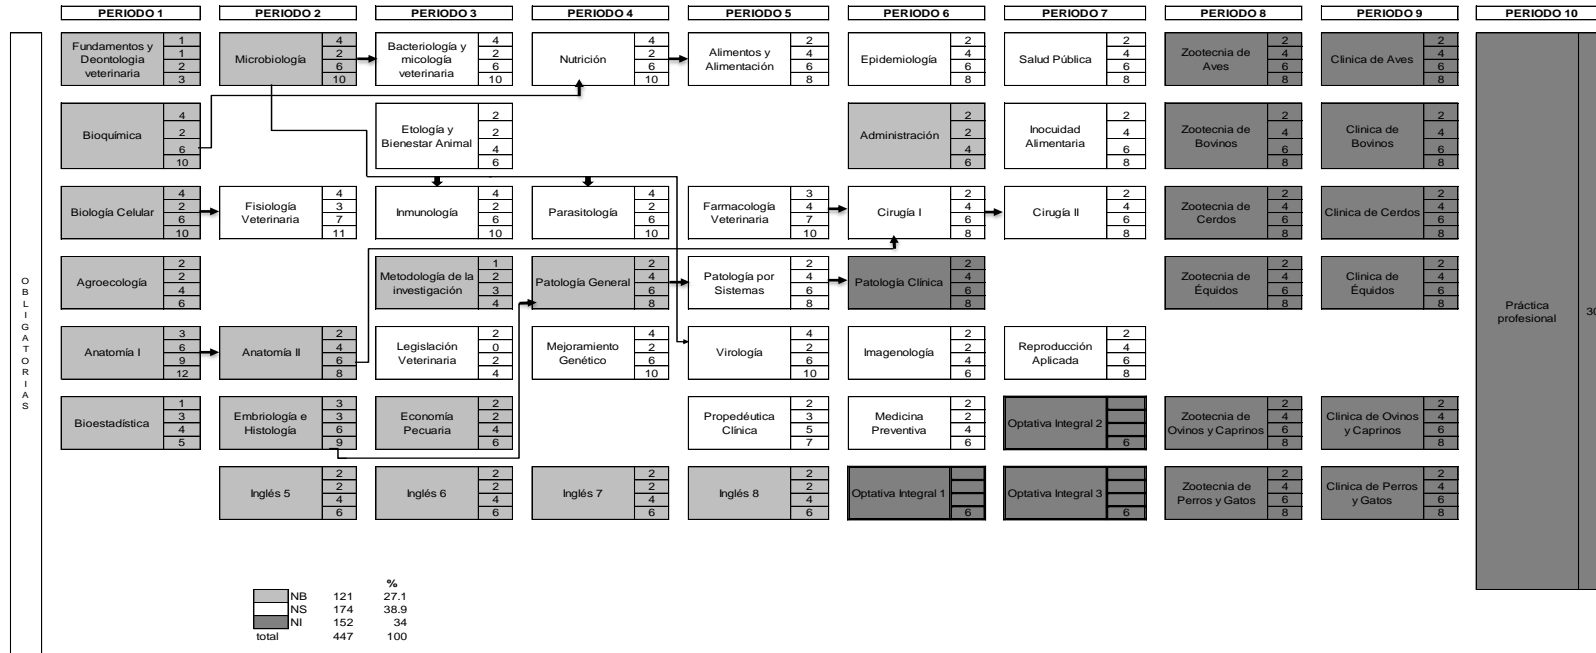 PERIODO 1
PERIODO 2
PERIODO 3
PERIODO 4
PERIODO 5
PERIODO 6
PERIODO 7
PERIODO 8
PERIODO 9
PERIODO 10
OBLIGATORIAS
Fundamentos y
Deontologia
veterinaria
1
1
2
3
Microbiología
4
2
6
10
Bacteriología y
micología
veterinaria
4
2
6
10
Nutrición
4
2
6
10
Alimentos y
Alimentación
2
4
6
8
Epidemiología
2
4
6
8
Salud Pública
2
4
6
8
Zootecnia de
Aves
2
4
6
8
Clinica de Aves
2
4
6
8
Bioquímica
4
2
6
10
Etología y
Bienestar Animal
2
2
4
6
Administración
2
2
4
6
Inocuidad
Alimentaria
2
4
6
8
Zootecnia de
Bovinos
2
4
6
8
Clinica de
Bovinos
2
4
6
8
Biología Celular
4
2
6
10
Fisiología
Veterinaria
4
3
7
11
Inmunología
4
2
6
10
Parasitología
4
2
6
10
Farmacología
Veterinaria
3
4
7
10
Cirugía I
2
4
6
8
Cirugía II
2
4
6
8
Zootecnia de
Cerdos
2
4
6
8
Clinica de Cerdos
2
4
6
8
Agroecología
2
2
4
6
Metodología de la
investigación
1
2
3
4
Patología General
2
4
6
8
Patología por
Sistemas
2
4
6
8
Patología Clínica
2
4
6
8
Zootecnia de
Équidos
2
4
6
8
Clinica de
Équidos
2
4
6
8
Práctica
profesional
30
Anatomía I
3
6
9
12
Anatomía II
2
4
6
8
Legislación
Veterinaria
2
0
2
4
Mejoramiento
Genético
4
2
6
10
Virología
4
2
6
10
Imagenología
2
2
4
6
Reproducción
Aplicada
2
4
6
8
Bioestadística
1
3
4
5
Embriología e
Histología
3
3
6
9
Economía
Pecuaria
2
2
4
6
Propedéutica
Clínica
2
3
5
7
Medicina
Preventiva
2
2
4
6
Optativa Integral 2
6
Zootecnia de
Ovinos y Caprinos
2
4
6
8
Clinica de Ovinos
y Caprinos
2
4
6
8
Inglés 5
2
2
4
6
Inglés 6
2
2
4
6
Inglés 7
2
2
4
6
Inglés 8
2
2
4
6
Optativa Integral 1
6
Optativa Integral 3
6
Zootecnia de
Perros y Gatos
2
4
6
8
Clinica de Perros
y Gatos
2
4
6
8
%
NB 121 27.1
NS 174 38.9
NI 152 34
total 447 100